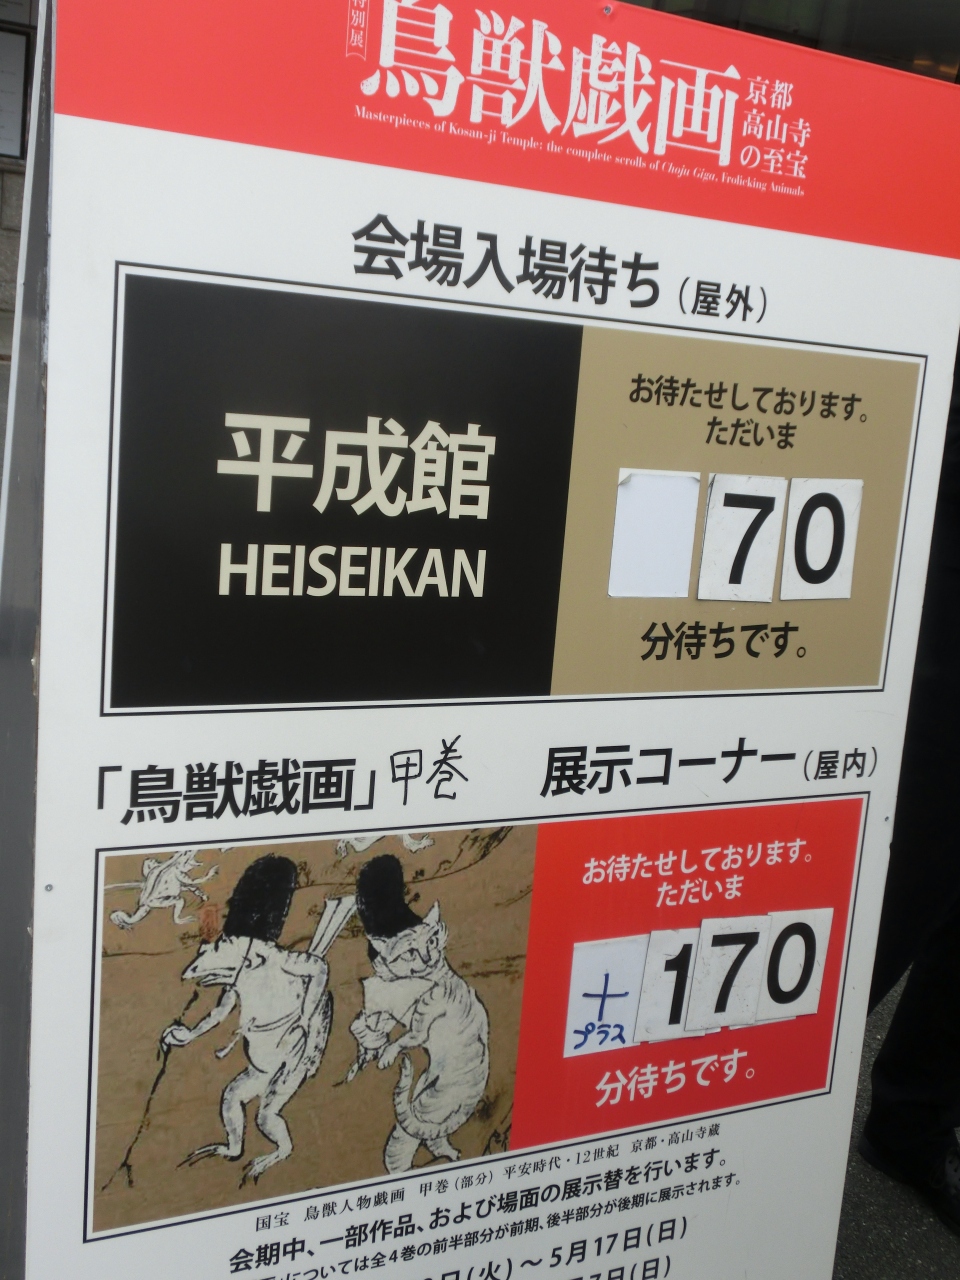 特別展
鳥獣戯画
京都
高山寺
の至宝
Masterpieces of Kosan-ji Temple: the complete scrolls of Choju Giga, Frolicking Animals
会場入場待ち(屋外)
平成館
HEISEIKAN
お待たせしております。
ただいま
70
分待ちです。
「鳥獣戯画」甲巻 展示コーナー(屋内)
お待たせしております。
ただいま
+ 170
プラス
分待ちです。
国宝 鳥獣人物戯画 甲巻(部分) 平安時代・12世紀 京都・高山寺蔵
会期中、一部作品、および場面の展示替を行います。
については全4巻の前半部分が前期、後半部分が後期に展示されます。
日(火)~5月17日(日)
7日(日)